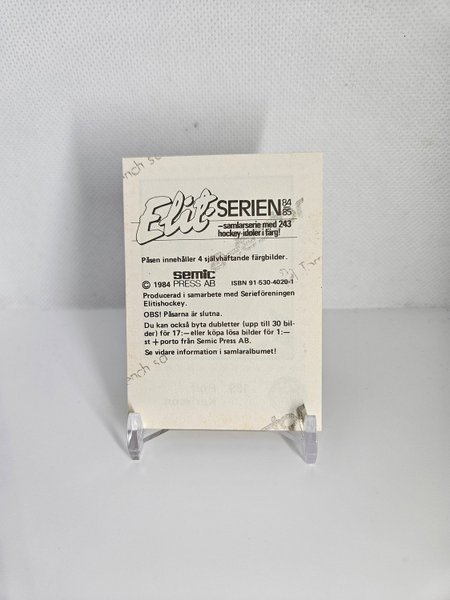 Elit-SERIEN 84 85
–samlarserie med 243
hockey-idoler i färg!
Påsen innehåller 4 självhäftande färgbilder.
semic
© 1984 PRESS AB ISBN 91-530-4020-1
Producerad i samarbete med Serieföreningen
Elitishockey.
OBS! Påsarna är slutna.
Du kan också byta dubletter (upp till 30 bil-
der) för 17:– eller köpa lösa bilder för 1:–
st + porto från Semic Press AB.
Se vidare information i samlaralbumet!